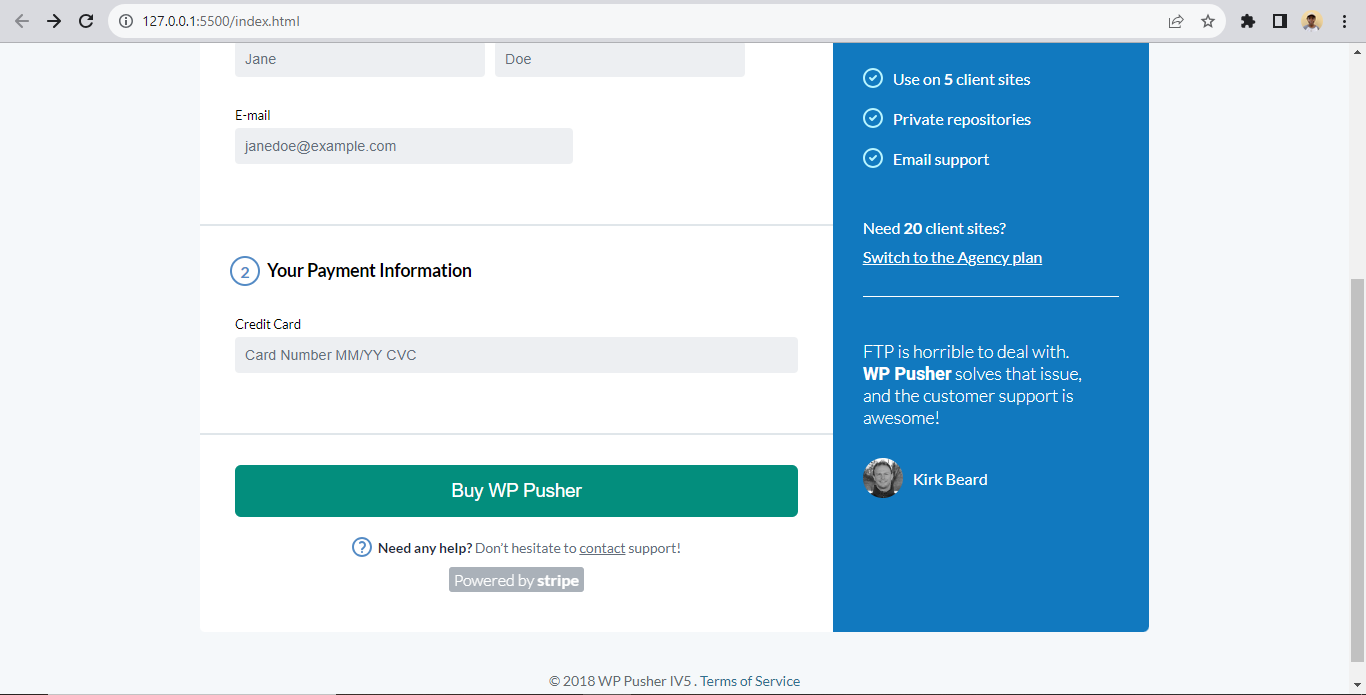 127.0.0.1:5500/index.html
Jane
Doe
E-mail
janedoe@example.com
2
Your Payment Information
Credit Card
Card Number MM/YY CVC
Buy WP Pusher
? Need any help? Don’t hesitate to contact support!
Powered by stripe
Use on 5 client sites
Private repositories
Email support
Need 20 client sites?
Switch to the Agency plan
FTP is horrible to deal with.
WP Pusher solves that issue,
and the customer support is
awesome!
Kirk Beard
© 2018 WP Pusher IV5 . Terms of Service